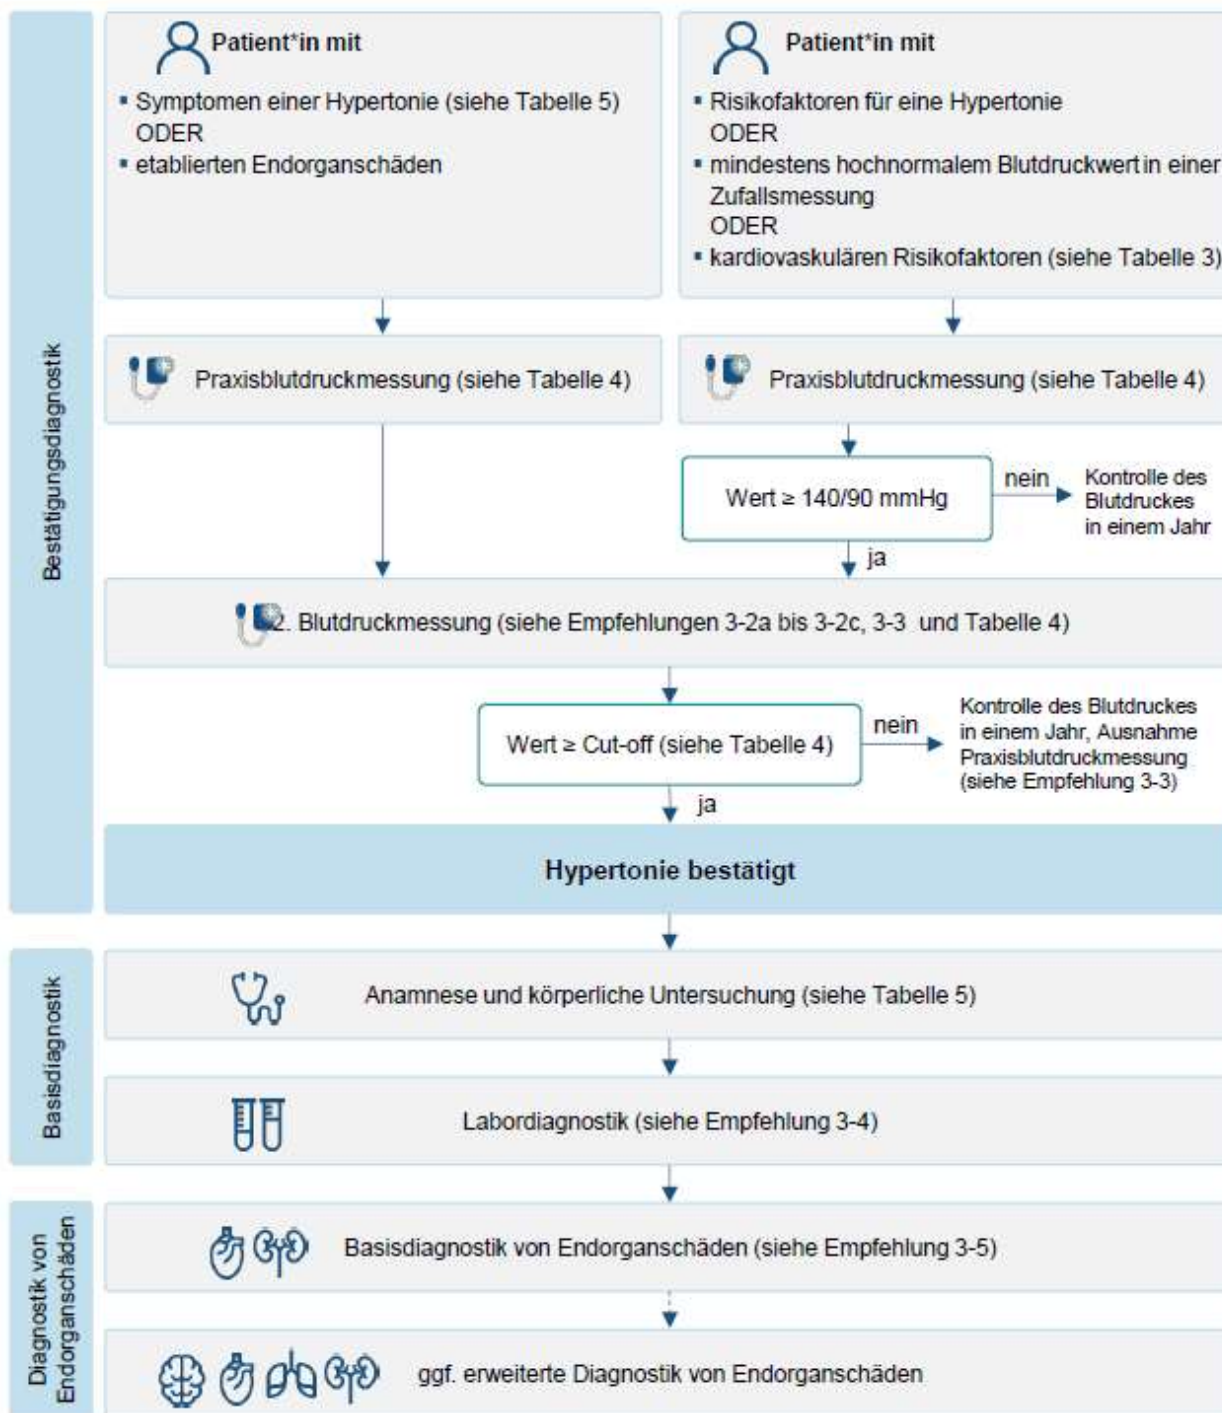 Bestätigungsdiagnostik
Patient*in mit
▪ Symptomen einer Hypertonie (siehe Tabelle 5)
ODER
▪ etablierten Endorganschäden
Patient*in mit
▪ Risikofaktoren für eine Hypertonie
ODER
▪ mindestens hochnormalem Blutdruckwert in einer
Zufallsmessung
ODER
▪ kardiovaskulären Risikofaktoren (siehe Tabelle 3)
Praxisblutdruckmessung (siehe Tabelle 4)
Praxisblutdruckmessung (siehe Tabelle 4)
Wert ≥ 140/90 mmHg
nein
Kontrolle des
Blutdruckes
in einem Jahr
ja
2. Blutdruckmessung (siehe Empfehlungen 3-2a bis 3-2c, 3-3 und Tabelle 4)
Wert ≥ Cut-off (siehe Tabelle 4)
nein
Kontrolle des Blutdruckes
in einem Jahr, Ausnahme
Praxisblutdruckmessung
(siehe Empfehlung 3-3)
ja
Hypertonie bestätigt
Basisdiagnostik
Anamnese und körperliche Untersuchung (siehe Tabelle 5)
Labordiagnostik (siehe Empfehlung 3-4)
Diagnostik von
Endorganschäden
Basisdiagnostik von Endorganschäden (siehe Empfehlung 3-5)
ggf. erweiterte Diagnostik von Endorganschäden